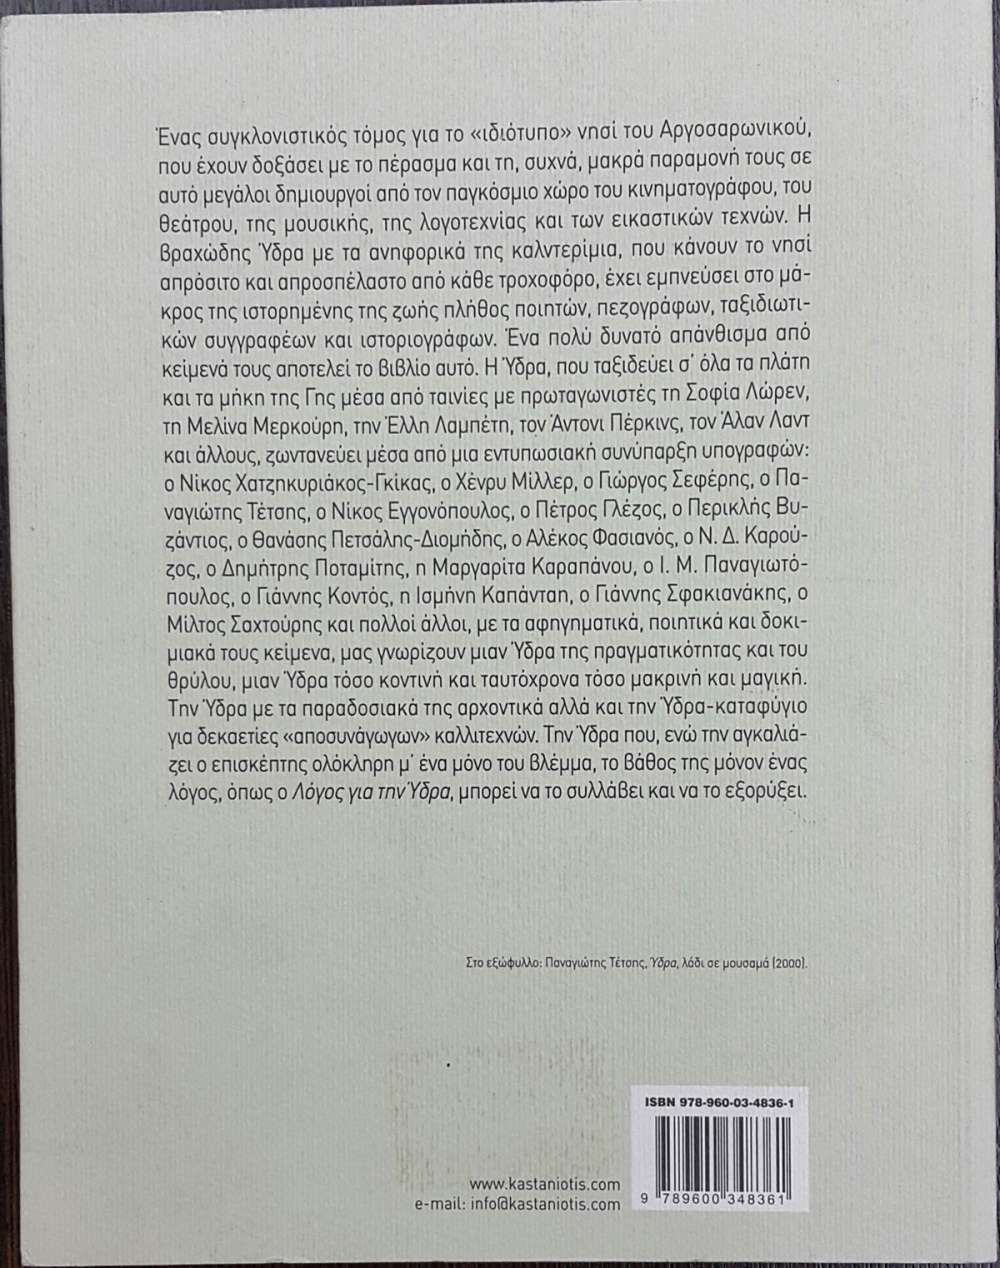 Ένας συγκλονιστικός τόμος για το «ιδιότυπο» νησί του Αργοσαρωνικού,
που έχουν δοξάσει με το πέρασμα και τη, συχνά, μακρά παραμονή τους σε
αυτό μεγάλοι δημιουργοί από τον παγκόσμιο χώρο του κινηματογράφου, του
θεάτρου, της μουσικής, της λογοτεχνίας και των εικαστικών τεχνών. Η
βραχώδης Ύδρα με τα ανηφορικά της καλντερίμια, που κάνουν το νησί
απρόσιτο και απροσπέλαστο από κάθε τροχοφόρο, έχει εμπνεύσει στο μά-
κρος της ιστορημένης της ζωής πλήθος ποιητών, πεζογράφων, ταξιδιωτι-
κών συγγραφέων και ιστοριογράφων. Ένα πολύ δυνατό απάνθισμα από
κείμενά τους αποτελεί το βιβλίο αυτό. Η Ύδρα, που ταξιδεύει σ' όλα τα πλάτη
και τα μήκη της Γης μέσα από ταινίες με πρωταγωνιστές τη Σοφία Λώρεν,
τη Μελίνα Μερκούρη, την Έλλη Λαμπέτη, τον Άντονι Πέρκινς, τον Άλαν Λαντ
και άλλους, ζωντανεύει μέσα από μια εντυπωσιακή συνύπαρξη υπογραφών:
ο Νίκος Χατζηκυριάκος-Γκίκας, ο Χένρυ Μίλλερ, ο Γιώργος Σεφέρης, ο Πα-
ναγιώτης Τέτσης, ο Νίκος Εγγονόπουλος, ο Πέτρος Γλέζος, ο Περικλής Βυ-
ζάντιος, ο Θανάσης Πετσάλης-Διομήδης, ο Αλέκος Φασιανός, ο Ν. Δ. Καρού-
ζος, ο Δημήτρης Ποταμίτης, η Μαργαρίτα Καραπάνου, ο Ι. Μ. Παναγιωτό-
πουλος, ο Γιάννης Κοντός, η Ισμήνη Καπάνταη, ο Γιάννης Σφακιανάκης, ο
Μίλτος Σαχτούρης και πολλοί άλλοι, με τα αφηγηματικά, ποιητικά και δοκι-
μιακά τους κείμενα, μας γνωρίζουν μιαν Ύδρα της πραγματικότητας και του
θρύλου, μιαν Ύδρα τόσο κοντινή και ταυτόχρονα τόσο μακρινή και μαγική.
Την Ύδρα με τα παραδοσιακά της αρχοντικά αλλά και την Ύδρα-καταφύγιο
για δεκαετίες «αποσυνάγωγων» καλλιτεχνών. Την Ύδρα που, ενώ την αγκαλιά-
ζει ο επισκέπτης ολόκληρη μ' ένα μόνο του βλέμμα, το βάθος της μόνον ένας
λόγος, όπως ο Λόγος για την Ύδρα, μπορεί να το συλλάβει και να το εξορύξει.
Στο εξώφυλλο: Παναγιώτης Τέτσης, Ύδρα, λάδι σε μουσαμά (2000).
ISBN 978-960-03-4836-1
www.kastaniotis.com
e-mail: info@kastaniotis.com
9 789600 348361